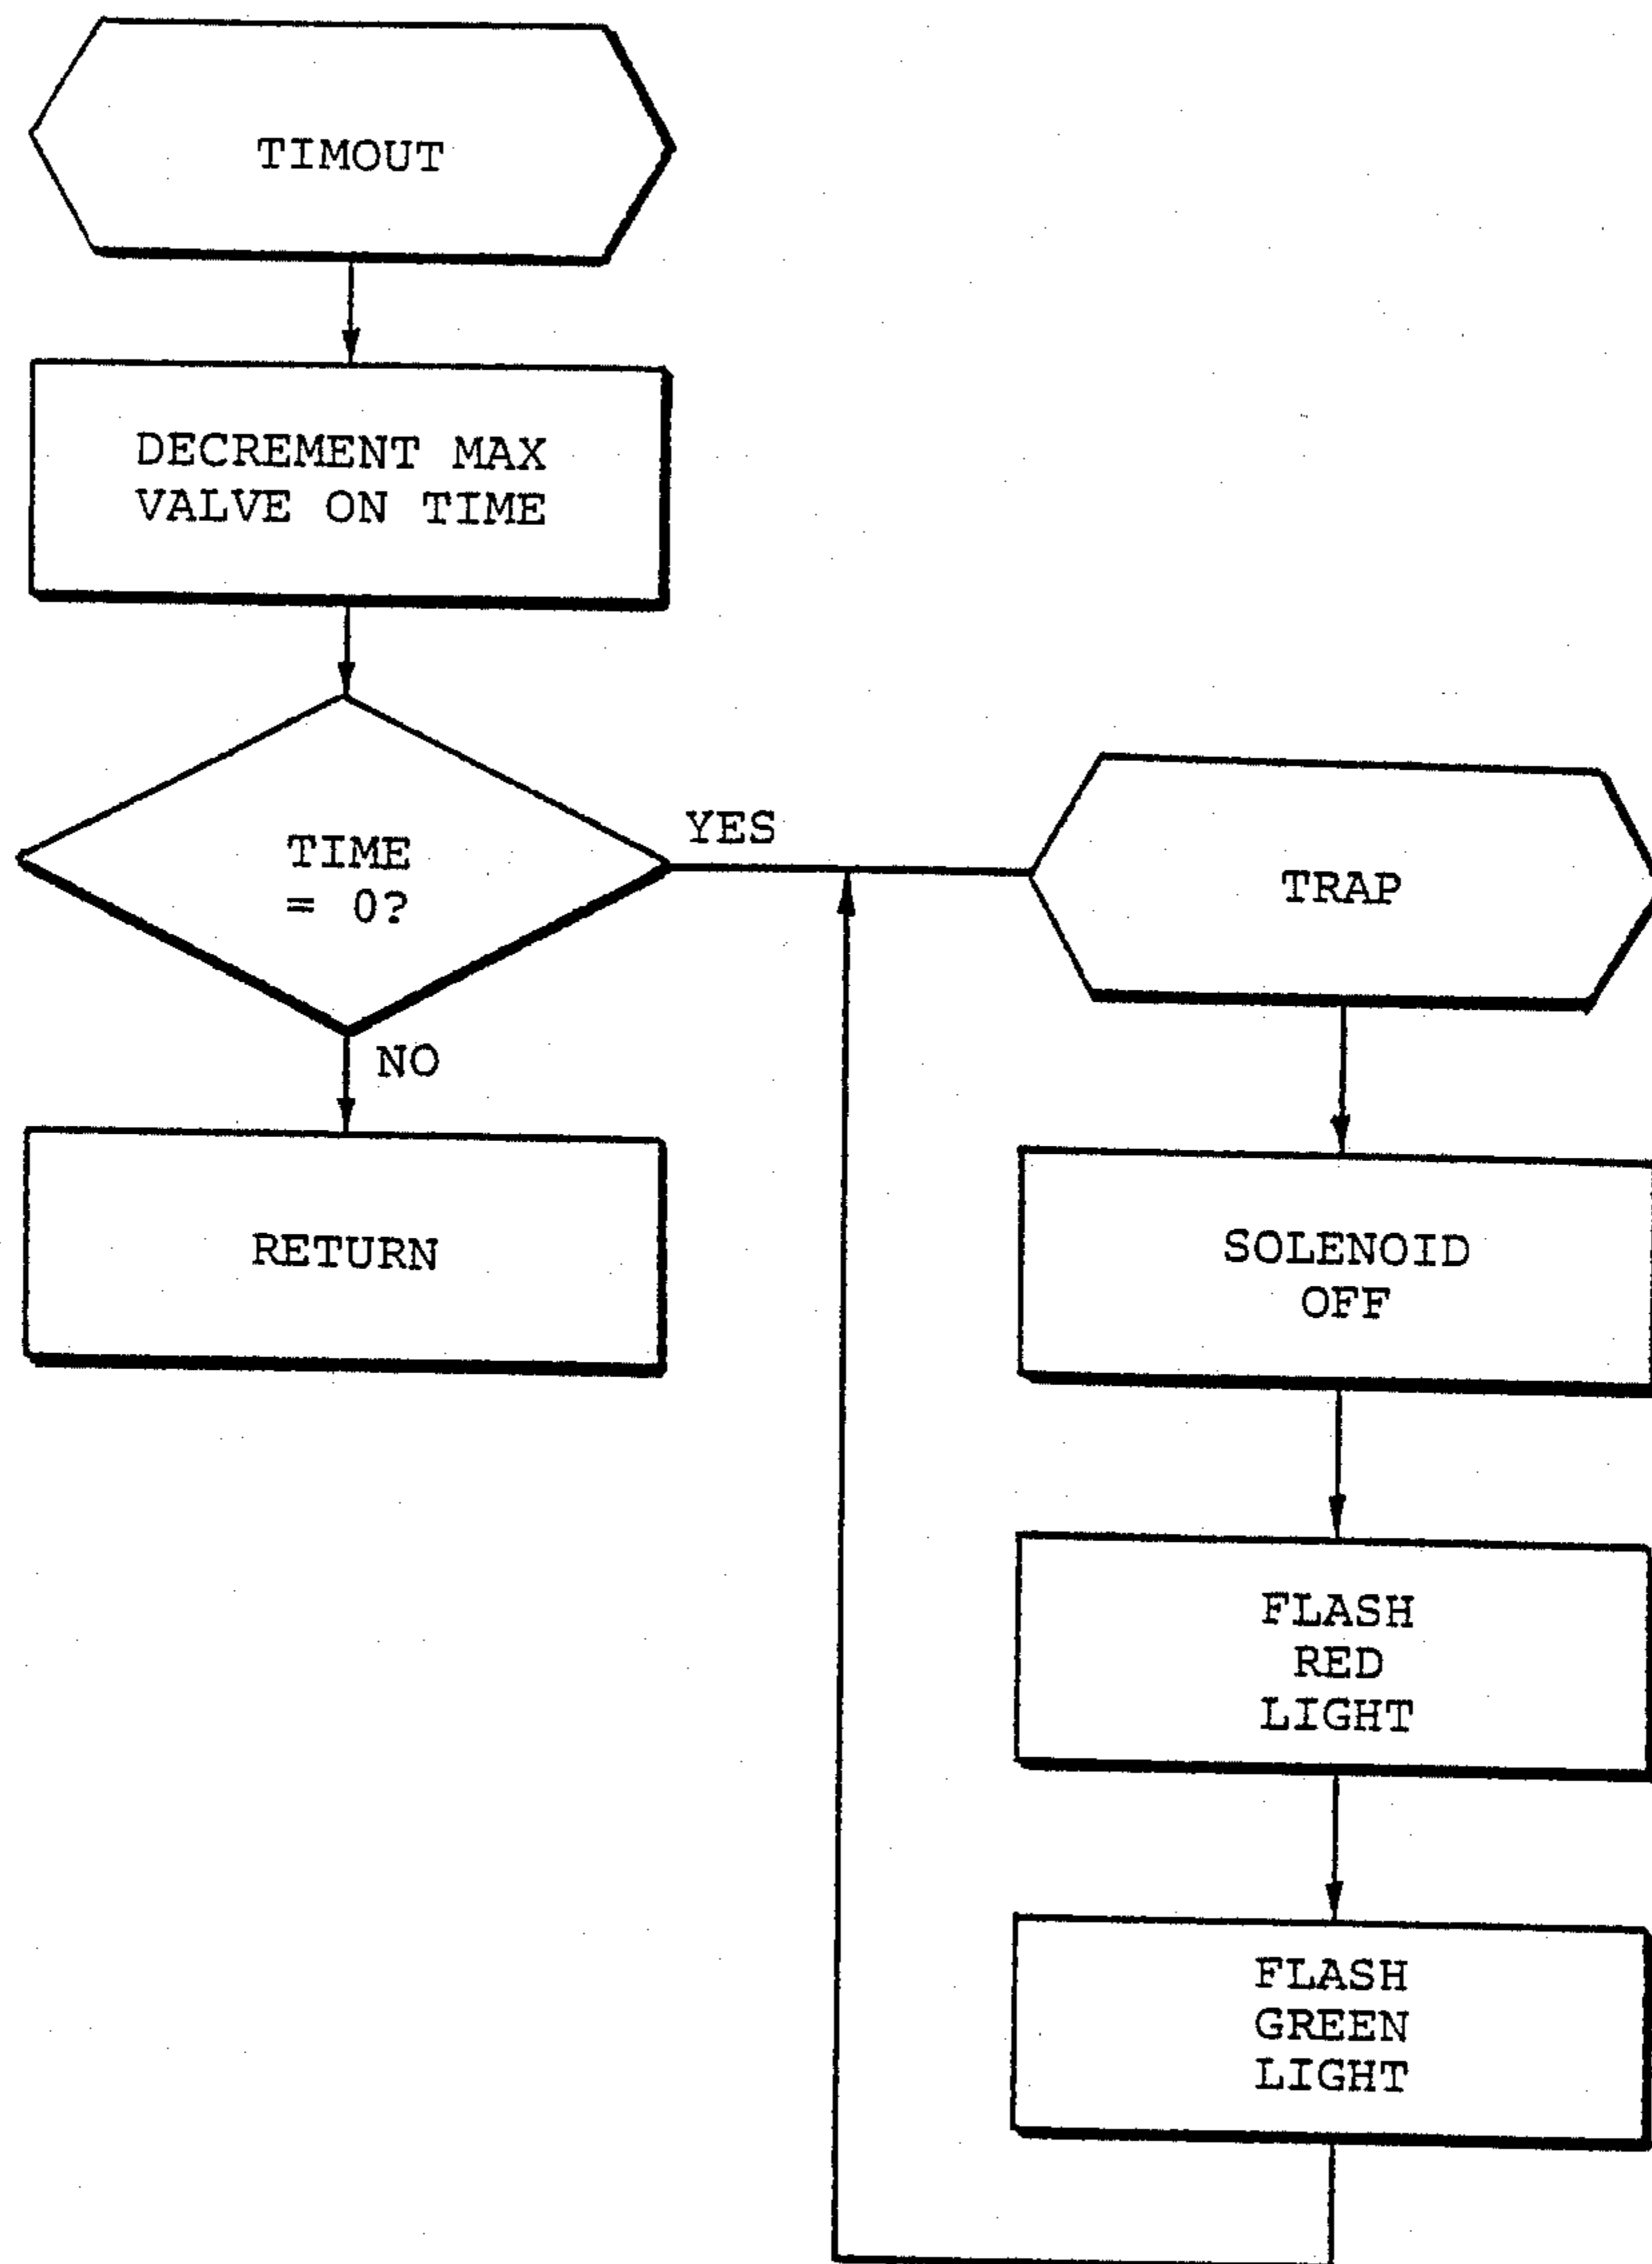 TIMOUT
DECREMENT MAX
VALVE ON TIME
TIME
= 0?
YES
NO
RETURN
TRAP
SOLENOID
OFF
FLASH
RED
LIGHT
FLASH
GREEN
LIGHT